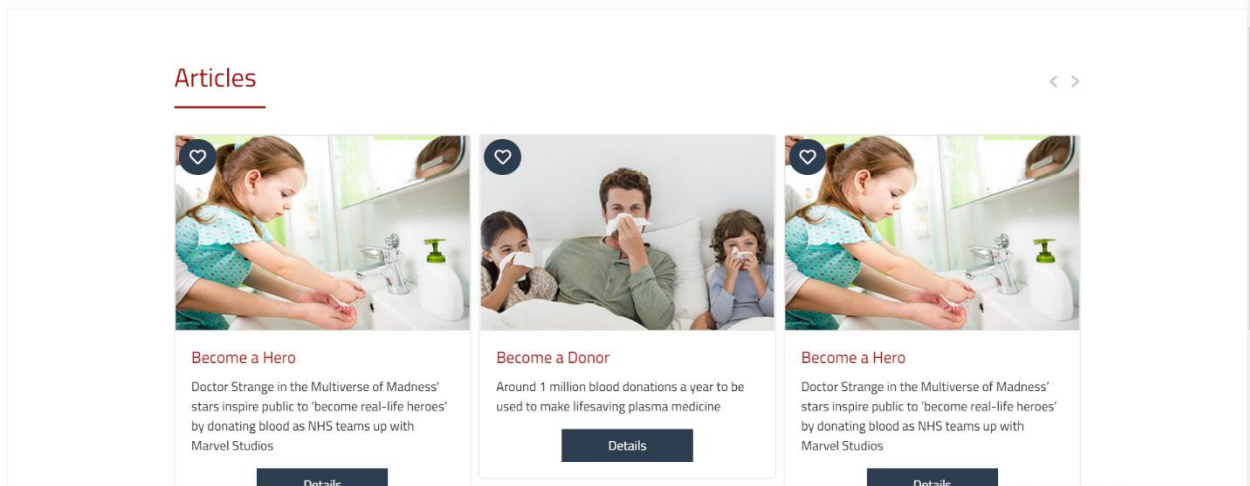 Articles
Become a Hero
Doctor Strange in the Multiverse of Madness'
stars inspire public to 'become real-life heroes'
by donating blood as NHS teams up with
Marvel Studios
Details
Become a Donor
Around 1 million blood donations a year to be
used to make lifesaving plasma medicine
Details
Become a Hero
Doctor Strange in the Multiverse of Madness'
stars inspire public to 'become real-life heroes'
by donating blood as NHS teams up with
Marvel Studios
Details